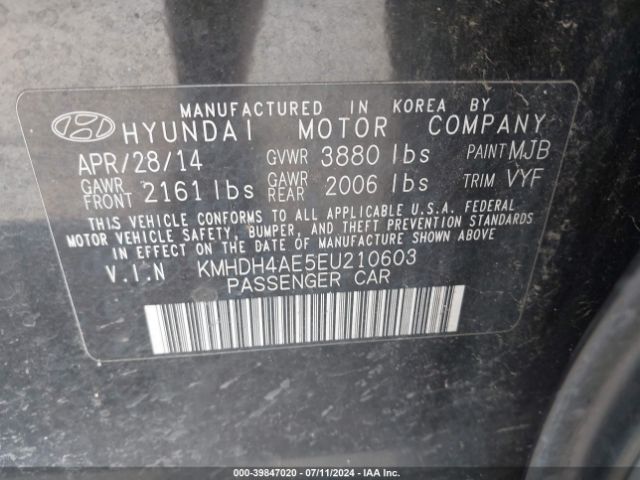 MANUFACTURED IN KOREA BY
HYUNDAI MOTOR COMPANY
APR/28/14 GVWR 3880 lbs PAINT MJB
GAWR FRONT 2161 lbs GAWR REAR 2006 lbs TRIM VYF
THIS VEHICLE CONFORMS TO ALL APPLICABLE U.S.A. FEDERAL
MOTOR VEHICLE SAFETY, BUMPER, AND THEFT PREVENTION STANDARDS
IN EFFECT ON THE DATE OF MANUFACTURE SHOWN ABOVE
V.I.N KMHDH4AE5EU210603
PASSENGER CAR
000-39847020 / 07/11/2024 - IAA Inc.